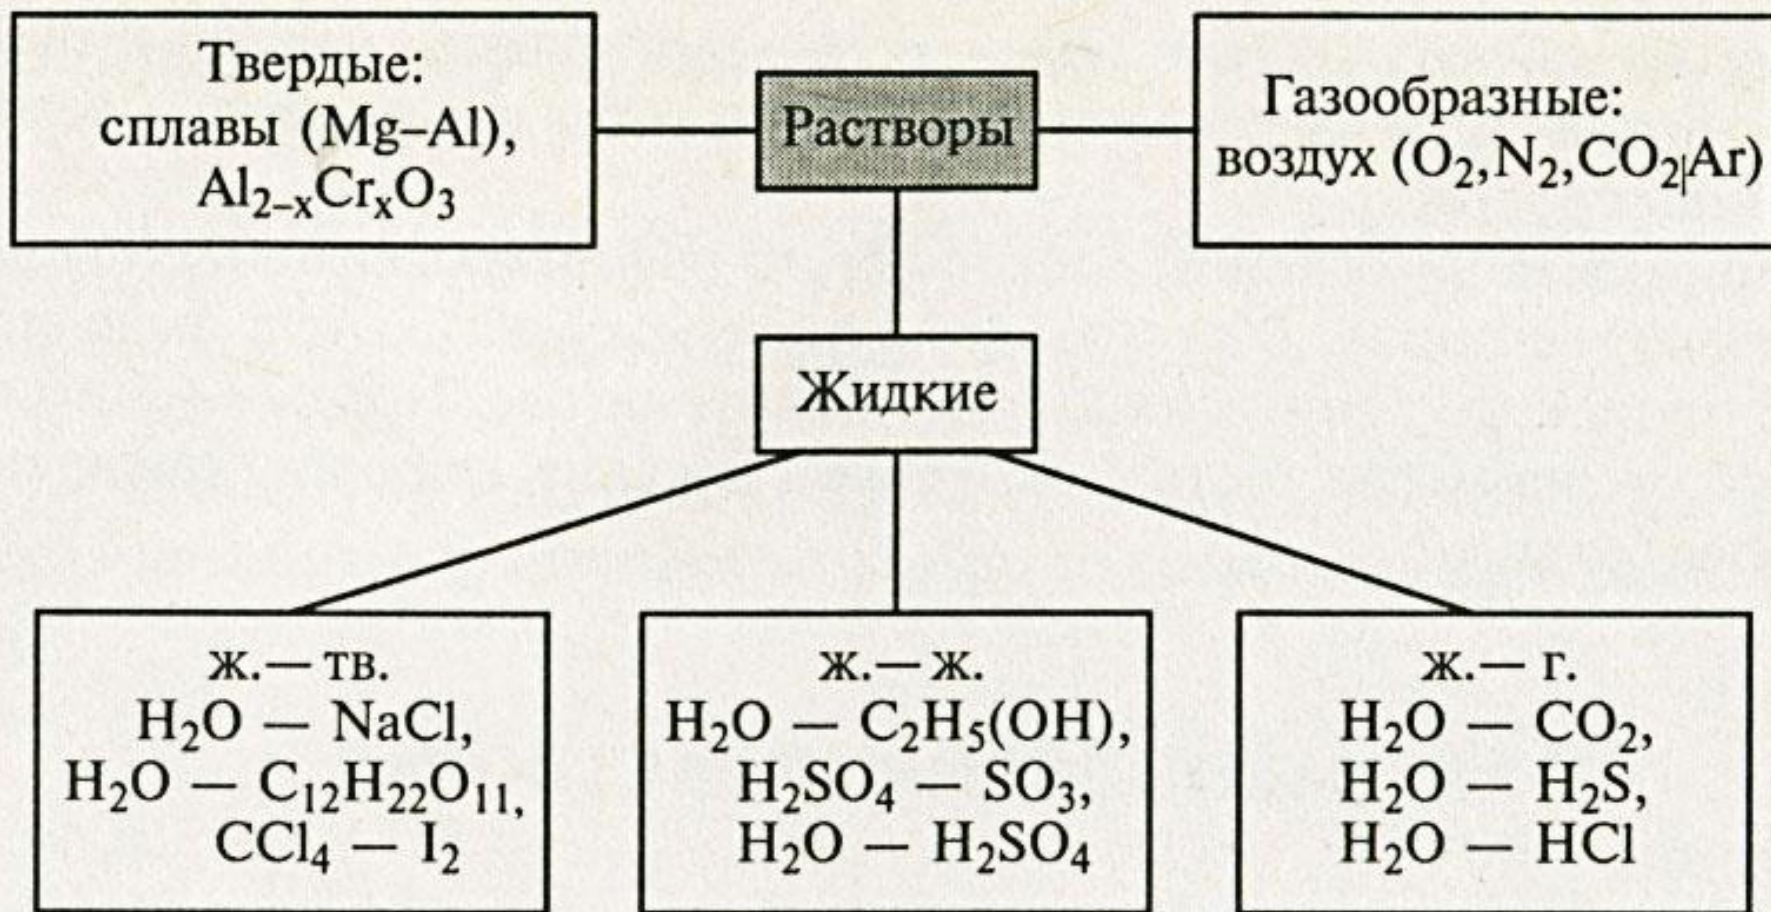 Твердые:
сплавы (Mg–Al),
Al₂₋ₓCrₓO₃
Растворы
Газообразные:
воздух (O₂,N₂,CO₂|Ar)
Жидкие
ж.— тв.
H₂O — NaCl,
H₂O — C₁₂H₂₂O₁₁,
CCl₄ — I₂
ж.— ж.
H₂O — C₂H₅(OH),
H₂SO₄ — SO₃,
H₂O — H₂SO₄
ж.— г.
H₂O — CO₂,
H₂O — H₂S,
H₂O — HCl